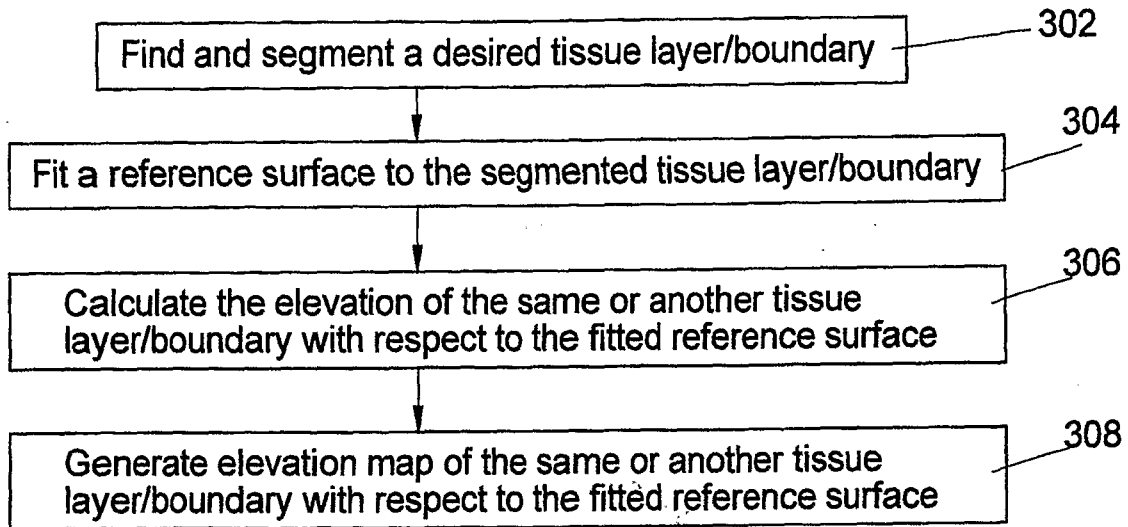 Find and segment a desired tissue layer/boundary
302
Fit a reference surface to the segmented tissue layer/boundary
304
Calculate the elevation of the same or another tissue
layer/boundary with respect to the fitted reference surface
306
Generate elevation map of the same or another tissue
layer/boundary with respect to the fitted reference surface
308